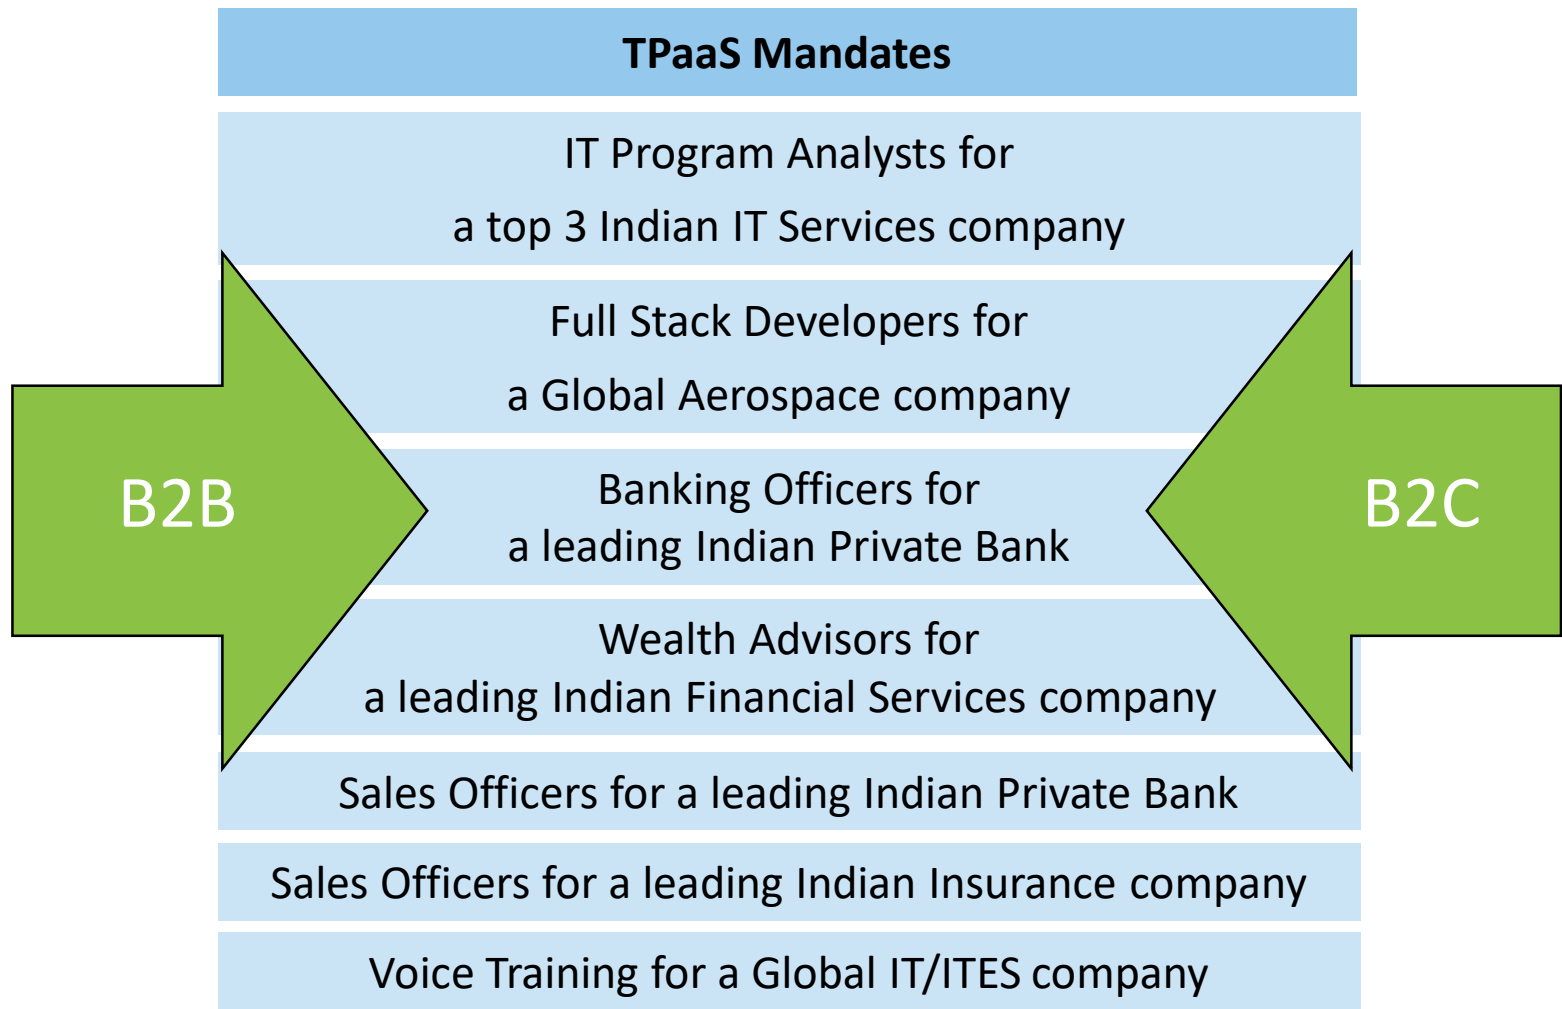 TPaaS Mandates
IT Program Analysts for
a top 3 Indian IT Services company
Full Stack Developers for
a Global Aerospace company
B2B
Banking Officers for
a leading Indian Private Bank
B2C
Wealth Advisors for
a leading Indian Financial Services company
Sales Officers for a leading Indian Private Bank
Sales Officers for a leading Indian Insurance company
Voice Training for a Global IT/ITES company